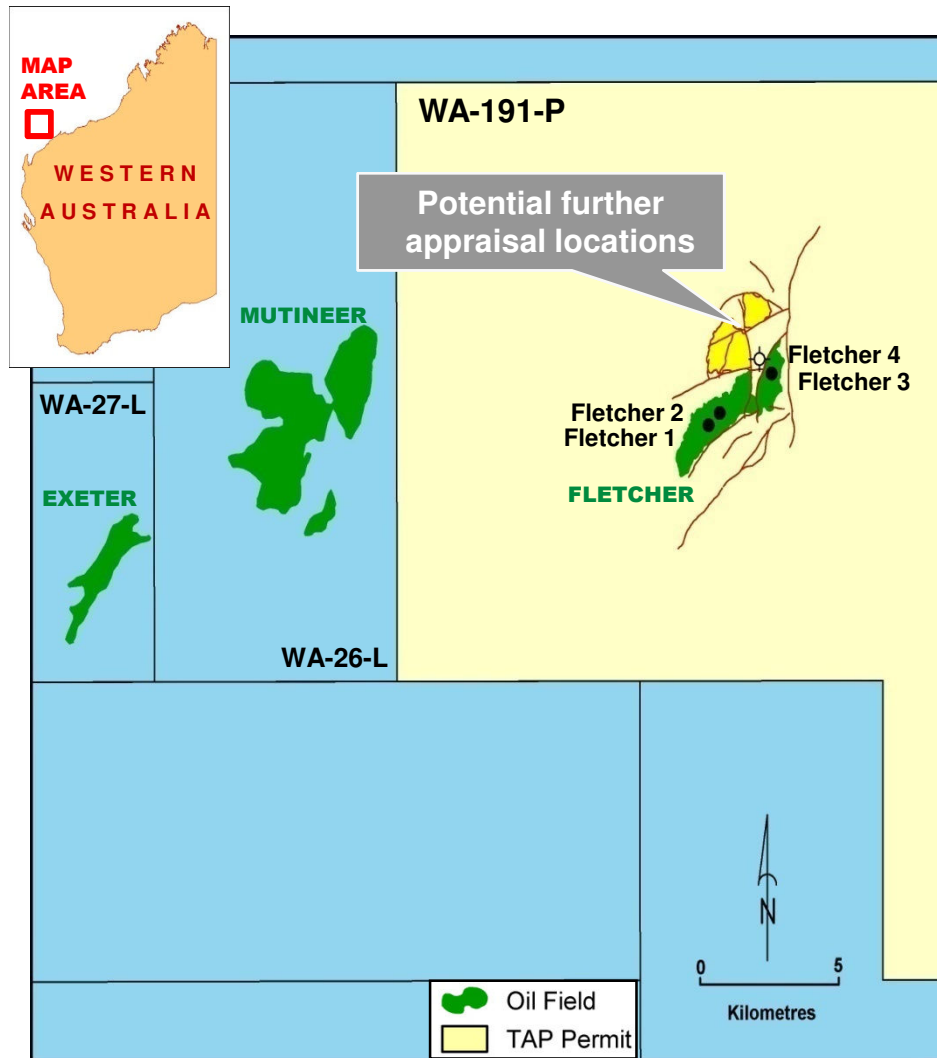 MAP
AREA
WESTERN
AUSTRALIA
WA-191-P
Potential further
appraisal locations
MUTINEER
Fletcher 4
Fletcher 3
WA-27-L
Fletcher 2
Fletcher 1
EXETER
FLETCHER
WA-26-L
N
0 5
Kilometres
Oil Field
TAP Permit